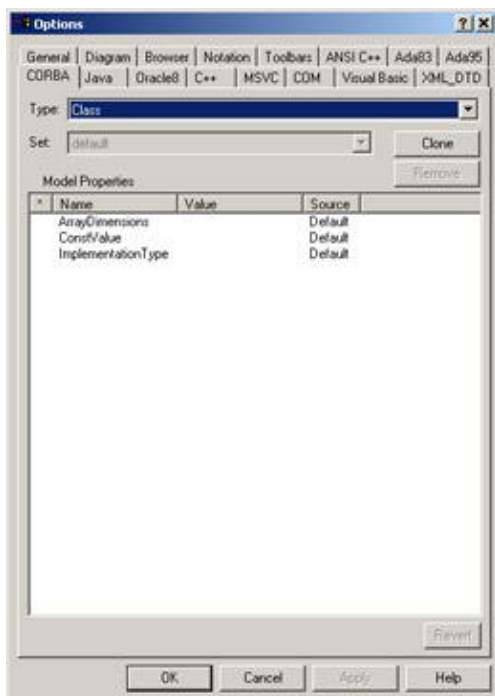 Options
General Diagram Browser Notation Toolbars ANSI C++ Ada83 Ada95
CORBA Java Oracle8 C++ MSVC COM Visual Basic XML_DTD
Type: Class
Set: default Clone
Remove
Model Properties
* Name Value Source
ArrayDimensions Default
ConstValue Default
ImplementationType Default
Revert
OK Cancel Apply Help